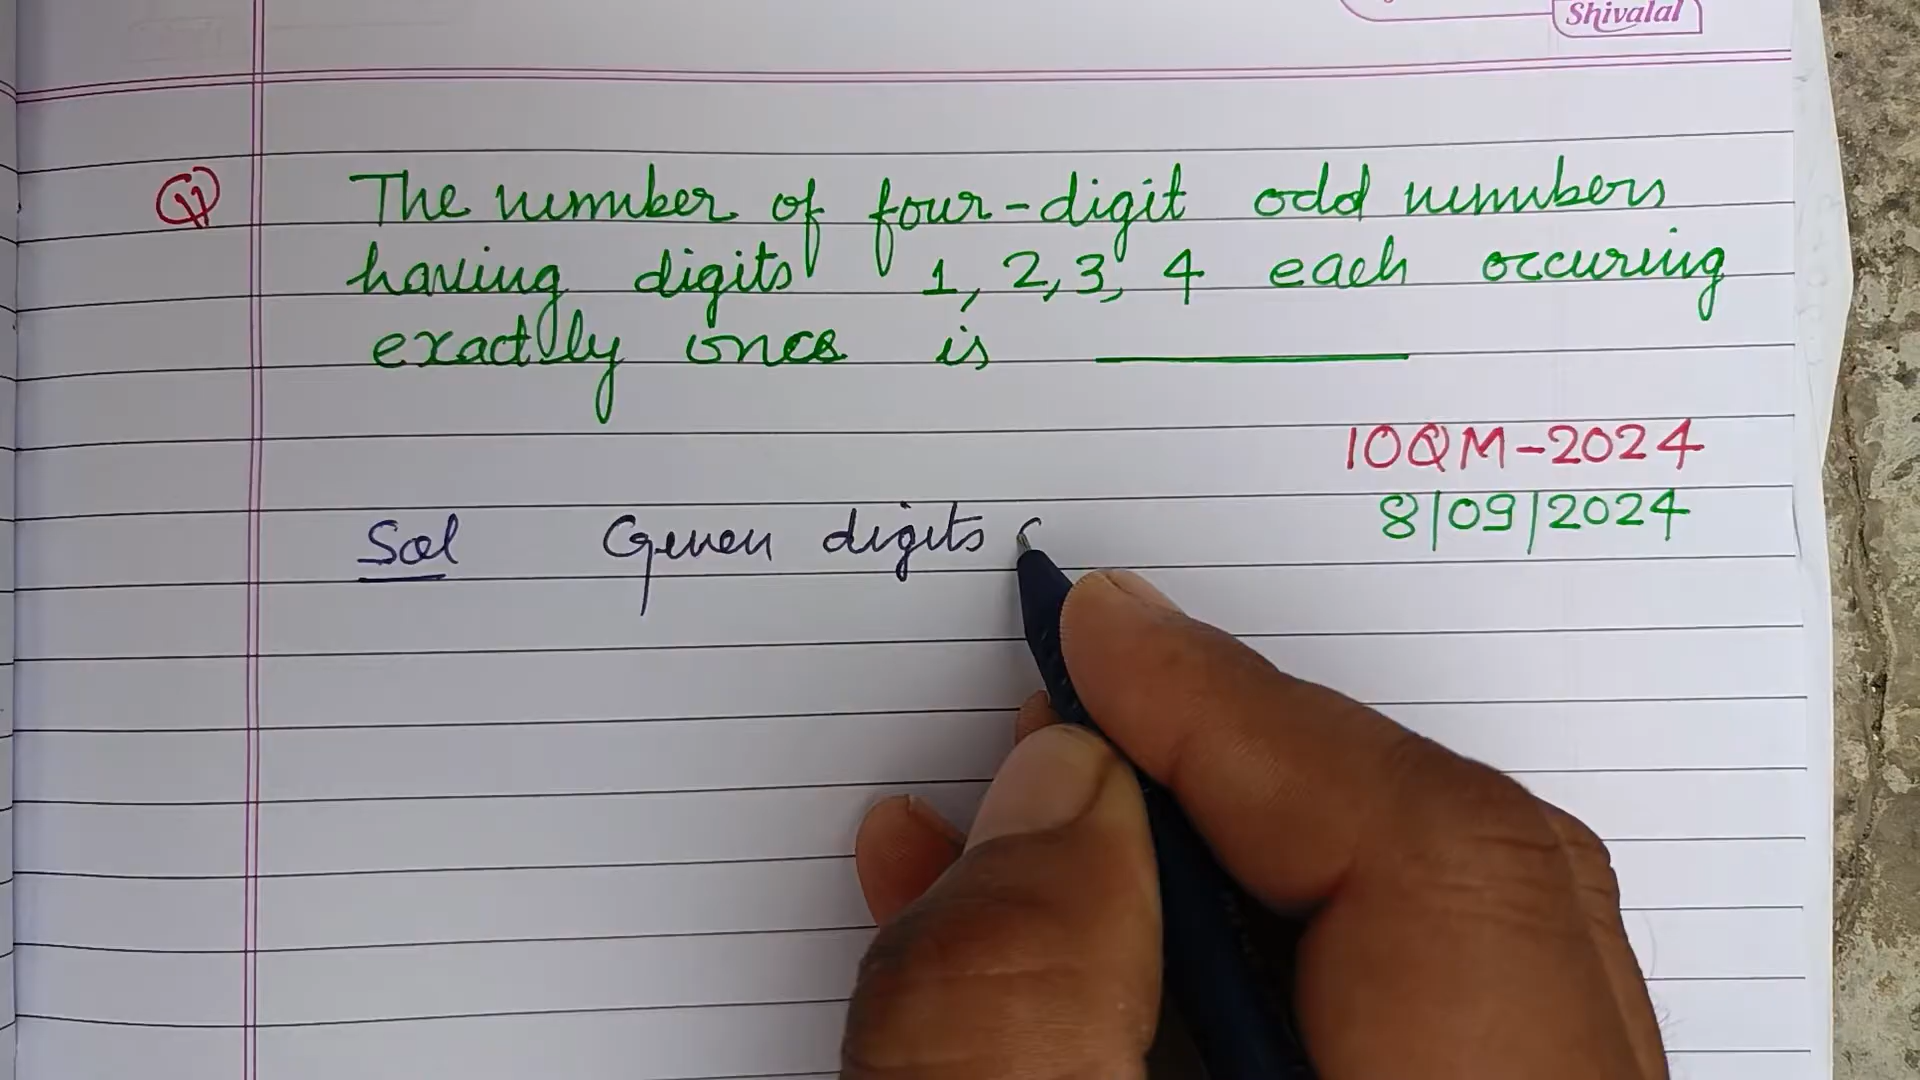 Shivalal
Q The number of four-digit odd numbers
having digits 1, 2, 3, 4 each occuring
exactly once is ________
IOQM-2024
8/09/2024
Sol Given digits